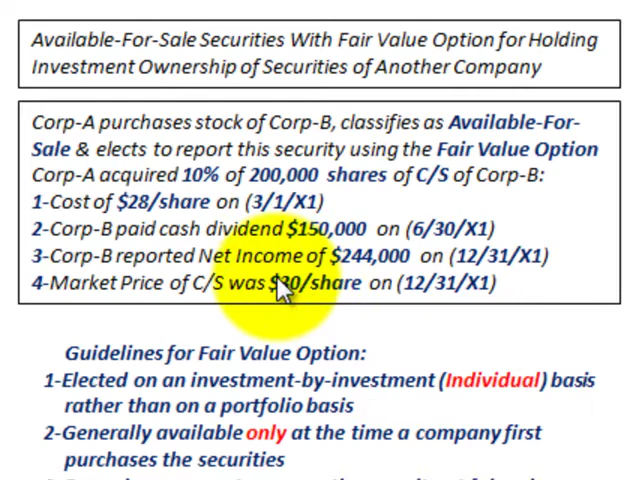 Available-For-Sale Securities With Fair Value Option for Holding
Investment Ownership of Securities of Another Company
Corp-A purchases stock of Corp-B, classifies as Available-For-
Sale & elects to report this security using the Fair Value Option
Corp-A acquired 10% of 200,000 shares of C/S of Corp-B:
1-Cost of $28/share on (3/1/X1)
2-Corp-B paid cash dividend $150,000 on (6/30/X1)
3-Corp-B reported Net Income of $244,000 on (12/31/X1)
4-Market Price of C/S was $30/share on (12/31/X1)
Guidelines for Fair Value Option:
1-Elected on an investment-by-investment (Individual) basis
rather than on a portfolio basis
2-Generally available only at the time a company first
purchases the securities